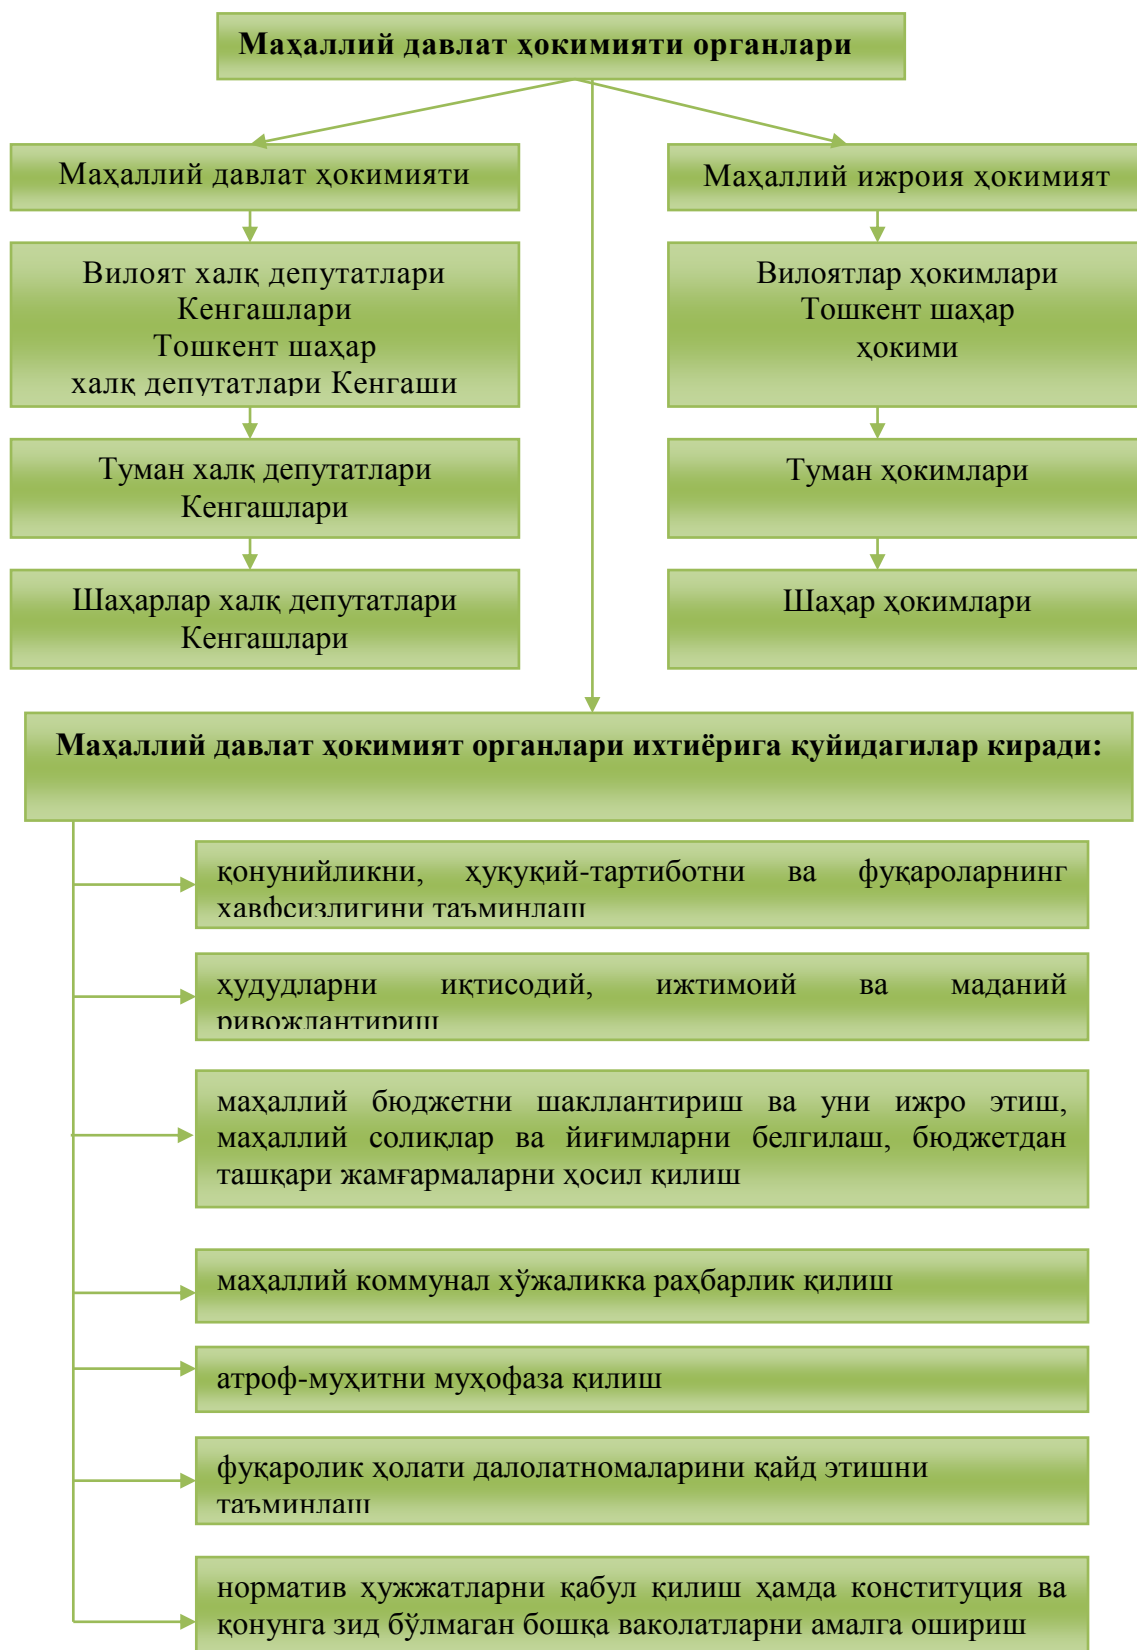 Маҳаллий давлат ҳокимияти органлари
Маҳаллий давлат ҳокимияти
Маҳаллий ижроия ҳокимият
Вилоят халқ депутатлари
Кенгашлари
Тошкент шаҳар
халқ депутатлари Кенгаши
Вилоятлар ҳокимлари
Тошкент шаҳар
ҳокими
Туман халқ депутатлари
Кенгашлари
Туман ҳокимлари
Шаҳарлар халқ депутатлари
Кенгашлари
Шаҳар ҳокимлари
Маҳаллий давлат ҳокимият органлари ихтиёрига қуйидагилар киради:
қонунийликни, ҳуқуқий-тартиботни ва фуқароларнинг
хавфсизлигини таъминлаш
ҳудудларни иқтисодий, ижтимоий ва маданий
ривожлантириш
маҳаллий бюджетни шакллантириш ва уни ижро этиш,
маҳаллий солиқлар ва йиғимларни белгилаш, бюджетдан
ташқари жамғармаларни ҳосил қилиш
маҳаллий коммунал хўжаликка раҳбарлик қилиш
атроф-муҳитни муҳофаза қилиш
фуқаролик ҳолати далолатномаларини қайд этишни
таъминлаш
норматив ҳужжатларни қабул қилиш ҳамда конституция ва
қонунга зид бўлмаган бошқа ваколатларни амалга ошириш